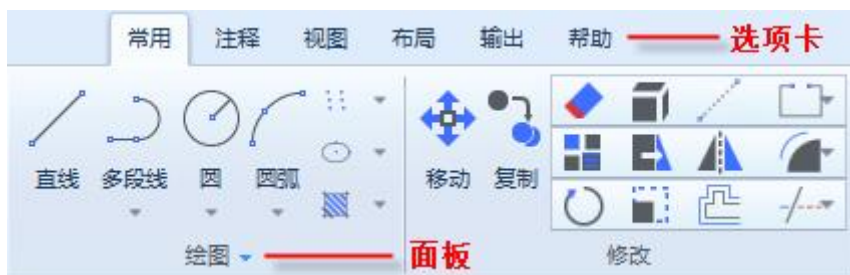 常用 注释 视图 布局 输出 帮助 选项卡
直线 多段线 圆 圆弧 移动 复制
绘图 面板 修改